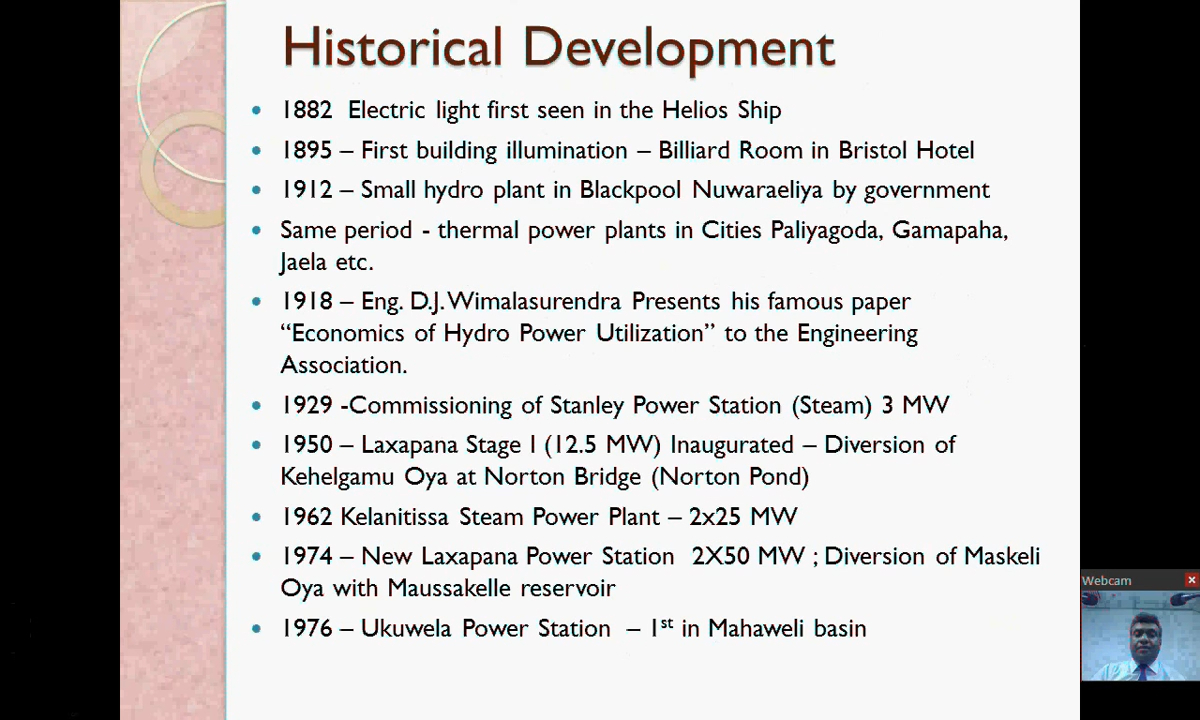 Historical Development
• 1882  Electric light first seen in the Helios Ship
• 1895 – First building illumination – Billiard Room in Bristol Hotel
• 1912 – Small hydro plant in Blackpool Nuwaraeliya by government
• Same period - thermal power plants in Cities Paliyagoda, Gamapaha,
Jaela etc.
• 1918 – Eng. D.J. Wimalasurendra Presents his famous paper
“Economics of Hydro Power Utilization” to the Engineering
Association.
• 1929 -Commissioning of Stanley Power Station (Steam) 3 MW
• 1950 – Laxapana Stage I (12.5 MW) Inaugurated – Diversion of
Kehelgamu Oya at Norton Bridge (Norton Pond)
• 1962 Kelanitissa Steam Power Plant – 2x25 MW
• 1974 – New Laxapana Power Station  2X50 MW ; Diversion of Maskeli
Oya with Maussakelle reservoir
• 1976 – Ukuwela Power Station  – 1st in Mahaweli basin
Webcam